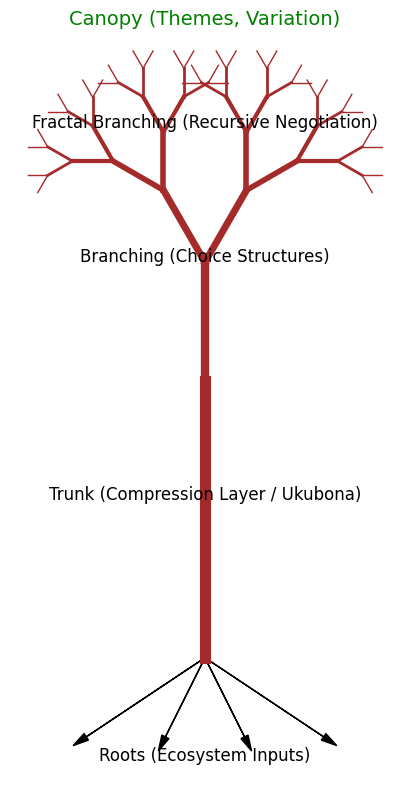 Canopy (Themes, Variation)
Fractal Branching (Recursive Negotiation)
Branching (Choice Structures)
Trunk (Compression Layer / Ukubona)
Roots (Ecosystem Inputs)